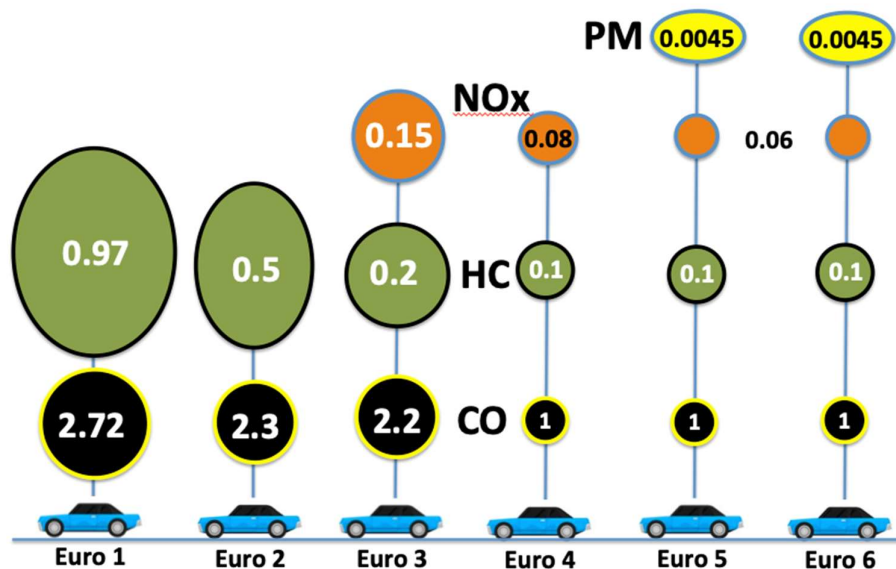 PM 0.0045 0.0045
NOx
0.15 0.08 0.06
0.97 0.5 0.2 HC 0.1 0.1 0.1
2.72 2.3 2.2 CO 1 1 1
Euro 1 Euro 2 Euro 3 Euro 4 Euro 5 Euro 6